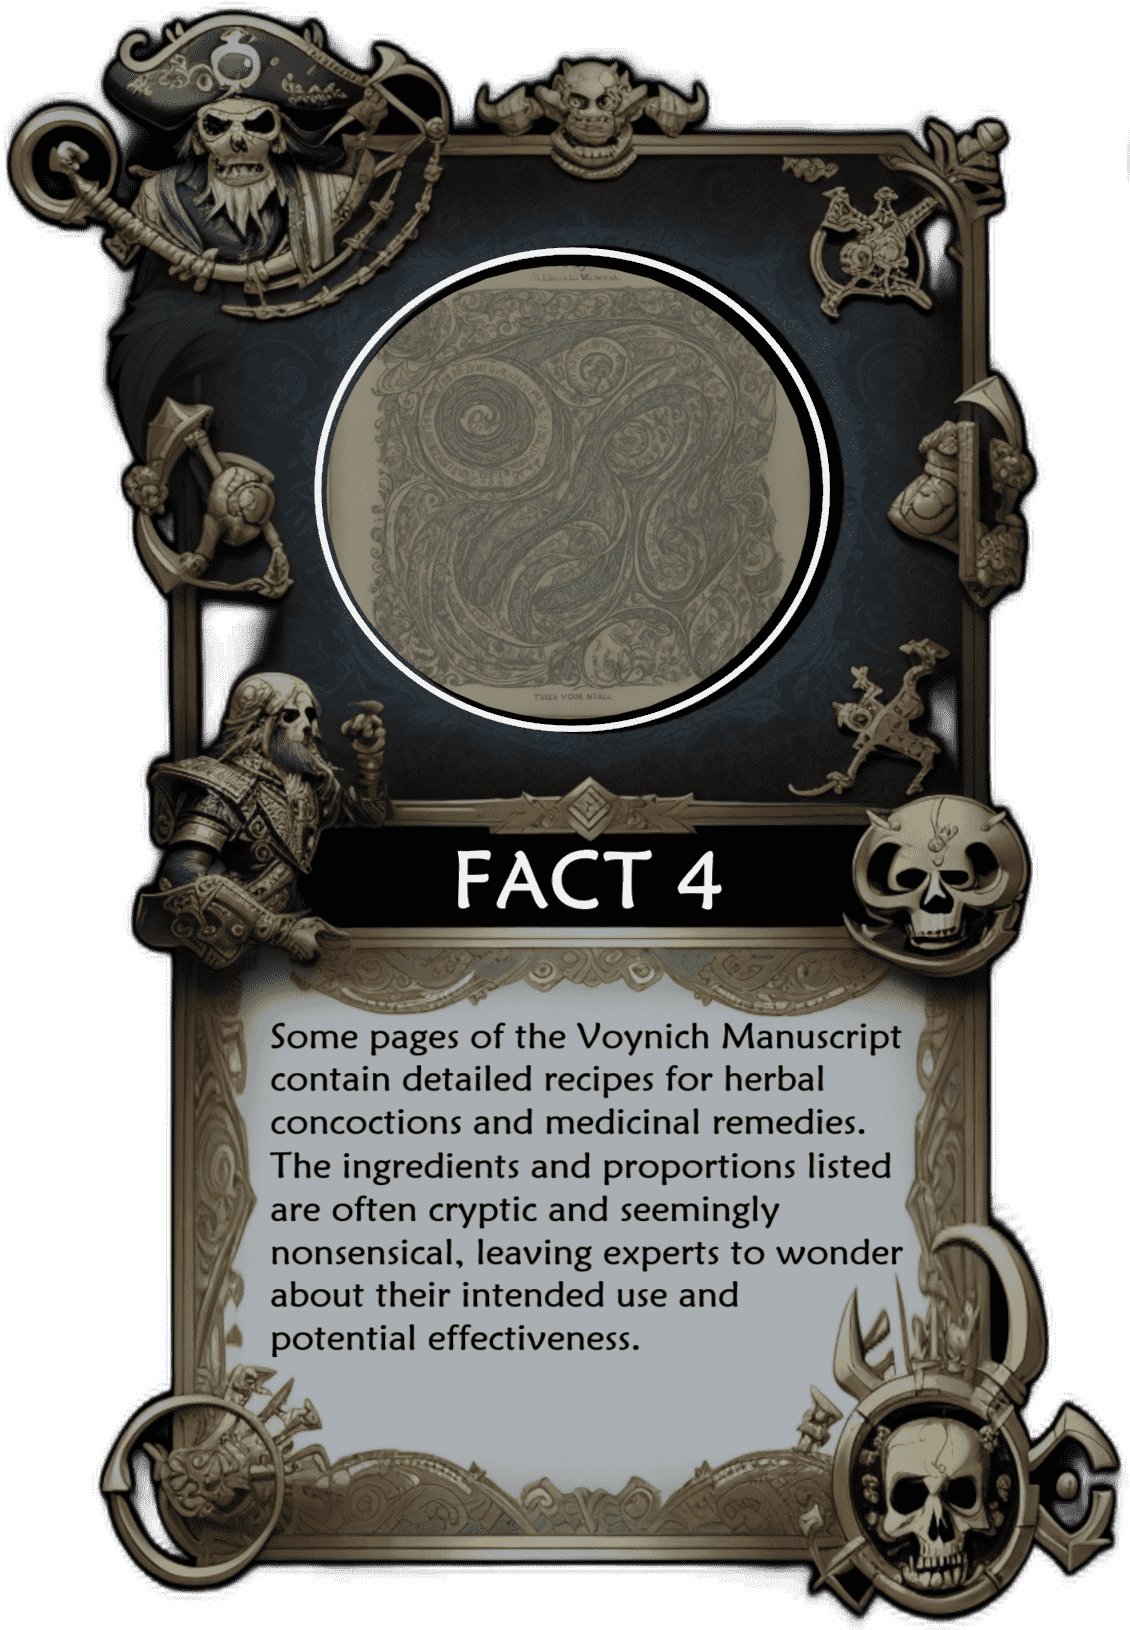 FACT 4
Some pages of the Voynich Manuscript
contain detailed recipes for herbal
concoctions and medicinal remedies.
The ingredients and proportions listed
are often cryptic and seemingly
nonsensical, leaving experts to wonder
about their intended use and
potential effectiveness.